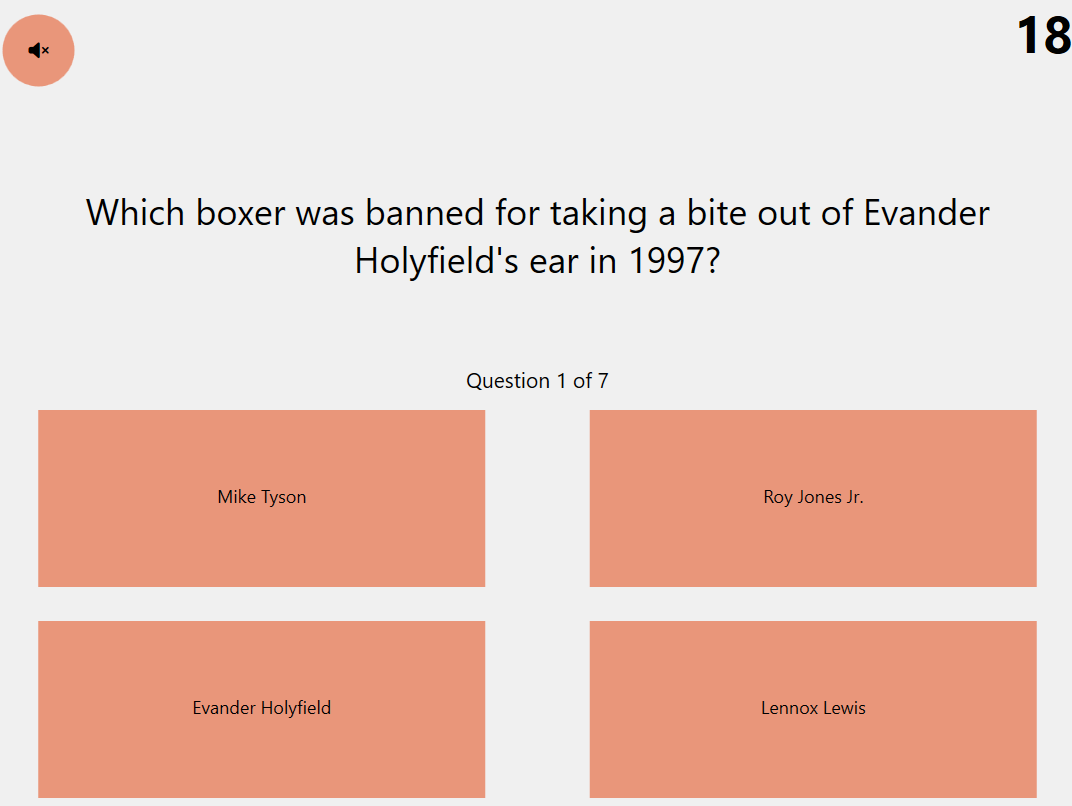 18
Which boxer was banned for taking a bite out of Evander
Holyfield's ear in 1997?
Question 1 of 7
Mike Tyson
Roy Jones Jr.
Evander Holyfield
Lennox Lewis